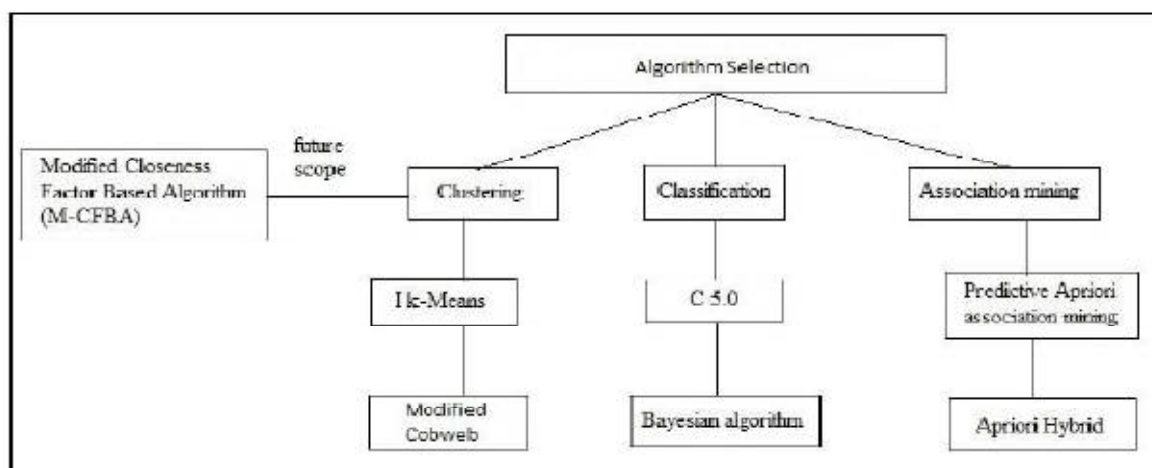 Algorithm Selection
future
scope
Modified Closeness
Factor Based Algorithm
(M-CFBA)
Clustering
Classification
Association mining
Ik-Means
C 5.0
Predictive Apriori
association mining
Modified
Cobweb
Bayesian algorithm
Apriori Hybrid